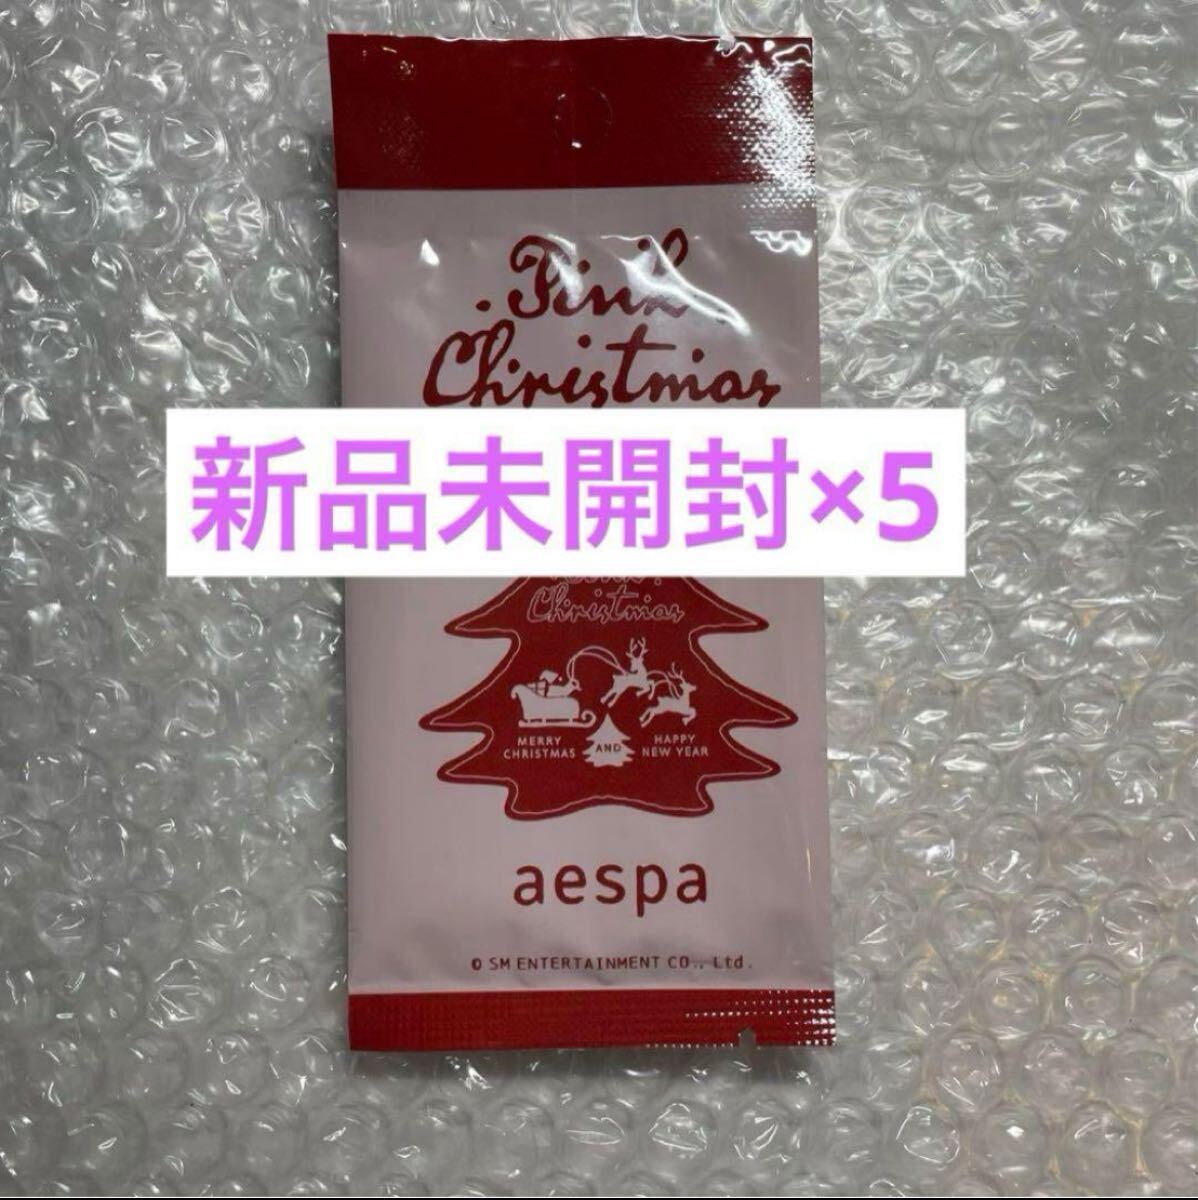 Pink
Christmas
新品未開封×5
Christmas
MERRY
CHRISTMAS
AND
HAPPY
NEW YEAR
aespa
© SM ENTERTAINMENT CO., Ltd.